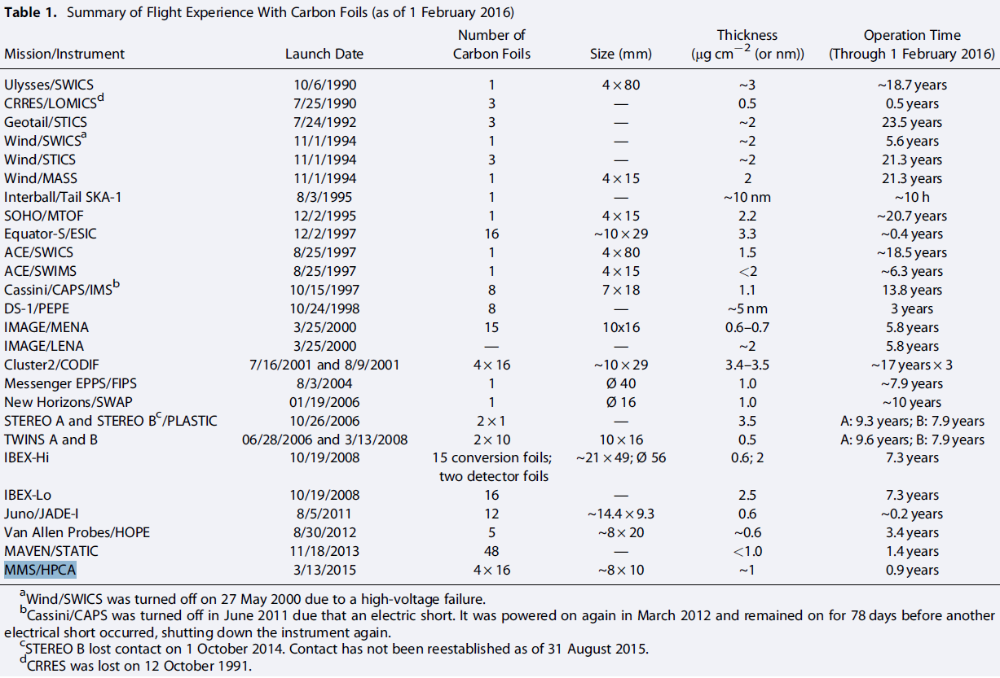 Table 1. Summary of Flight Experience With Carbon Foils (as of 1 February 2016)
Mission/Instrument Launch Date Number of Carbon Foils Size (mm) Thickness (μg cm−2 (or nm)) Operation Time (Through 1 February 2016)
Ulysses/SWICS 10/6/1990 1 4 × 80 ~3 ~18.7 years
CRRES/LOMICSd 7/25/1990 3 — 0.5 0.5 years
Geotail/STICS 7/24/1992 3 — ~2 23.5 years
Wind/SWICSa 11/1/1994 1 — ~2 5.6 years
Wind/STICS 11/1/1994 3 — ~2 21.3 years
Wind/MASS 11/1/1994 1 4 × 15 2 21.3 years
Interball/Tail SKA-1 8/3/1995 1 — ~10 nm ~10 h
SOHO/MTOF 12/2/1995 1 4 × 15 2.2 ~20.7 years
Equator-S/ESIC 12/2/1997 16 ~10 × 29 3.3 ~0.4 years
ACE/SWICS 8/25/1997 1 4 × 80 1.5 ~18.5 years
ACE/SWIMS 8/25/1997 1 4 × 15 <2 ~6.3 years
Cassini/CAPS/IMSb 10/15/1997 8 7 × 18 1.1 13.8 years
DS-1/PEPE 10/24/1998 8 — ~5 nm 3 years
IMAGE/MENA 3/25/2000 15 10x16 0.6–0.7 5.8 years
IMAGE/LENA 3/25/2000 — — ~2 5.8 years
Cluster2/CODIF 7/16/2001 and 8/9/2001 4 × 16 ~10 × 29 3.4–3.5 ~17 years × 3
Messenger EPPS/FIPS 8/3/2004 1 Ø 40 1.0 ~7.9 years
New Horizons/SWAP 01/19/2006 1 Ø 16 1.0 ~10 years
STEREO A and STEREO Bc/PLASTIC 10/26/2006 2 × 1 — 3.5 A: 9.3 years; B: 7.9 years
TWINS A and B 06/28/2006 and 3/13/2008 2 × 10 10 × 16 0.5 A: 9.6 years; B: 7.9 years
IBEX-Hi 10/19/2008 15 conversion foils; ~21 × 49; Ø 56 0.6; 2 7.3 years
two detector foils
IBEX-Lo 10/19/2008 16 — 2.5 7.3 years
Juno/JADE-I 8/5/2011 12 ~14.4 × 9.3 0.6 ~0.2 years
Van Allen Probes/HOPE 8/30/2012 5 ~8 × 20 ~0.6 3.4 years
MAVEN/STATIC 11/18/2013 48 — <1.0 1.4 years
MMS/HPCA 3/13/2015 4 × 16 ~8 × 10 ~1 0.9 years
aWind/SWICS was turned off on 27 May 2000 due to a high-voltage failure.
bCassini/CAPS was turned off in June 2011 due that an electric short. It was powered on again in March 2012 and remained on for 78 days before another
electrical short occurred, shutting down the instrument again.
cSTEREO B lost contact on 1 October 2014. Contact has not been reestablished as of 31 August 2015.
dCRRES was lost on 12 October 1991.